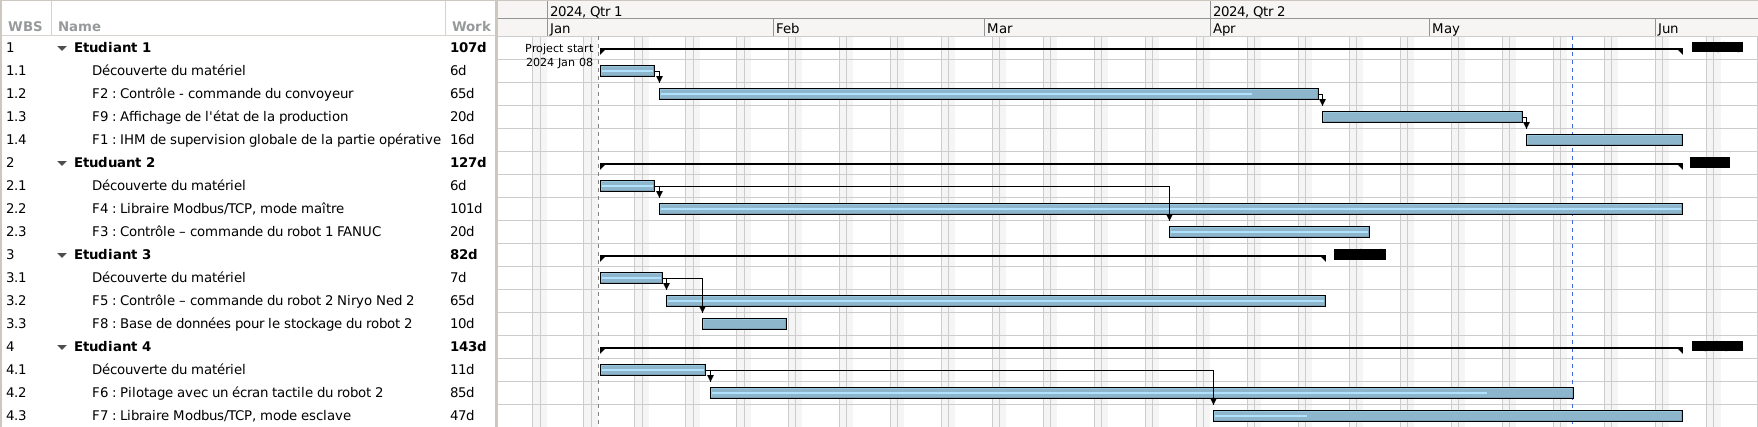 2024, Qtr 1 2024, Qtr 2
WBS Name Work Jan Feb Mar Apr May Jun
1 Etudiant 1 107d Project start
2024 Jan 08
1.1 Découverte du matériel 6d
1.2 F2 : Contrôle - commande du convoyeur 65d
1.3 F9 : Affichage de l'état de la production 20d
1.4 F1 : IHM de supervision globale de la partie opérative 16d
2 Etuduant 2 127d
2.1 Découverte du matériel 6d
2.2 F4 : Libraire Modbus/TCP, mode maître 101d
2.3 F3 : Contrôle – commande du robot 1 FANUC 20d
3 Etudiant 3 82d
3.1 Découverte du matériel 7d
3.2 F5 : Contrôle – commande du robot 2 Niryo Ned 2 65d
3.3 F8 : Base de données pour le stockage du robot 2 10d
4 Etudiant 4 143d
4.1 Découverte du matériel 11d
4.2 F6 : Pilotage avec un écran tactile du robot 2 85d
4.3 F7 : Libraire Modbus/TCP, mode esclave 47d